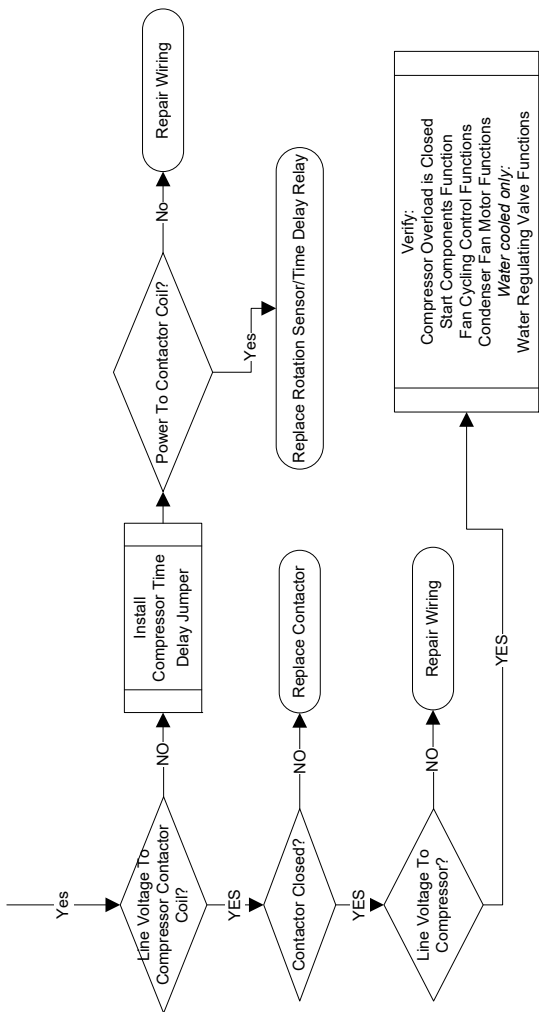 Yes
Line Voltage To
Compressor Contactor
Coil?
NO
Install
Compressor Time
Delay Jumper
Power To Contactor Coil?
No
Repair Wiring
Yes
Replace Rotation Sensor/Time Delay Relay
YES
Contactor Closed?
NO
Replace Contactor
YES
Line Voltage To
Compressor?
NO
Repair Wiring
YES
Verify:
Compressor Overload is Closed
Start Components Function
Fan Cycling Control Functions
Condenser Fan Motor Functions
Water cooled only:
Water Regulating Valve Functions